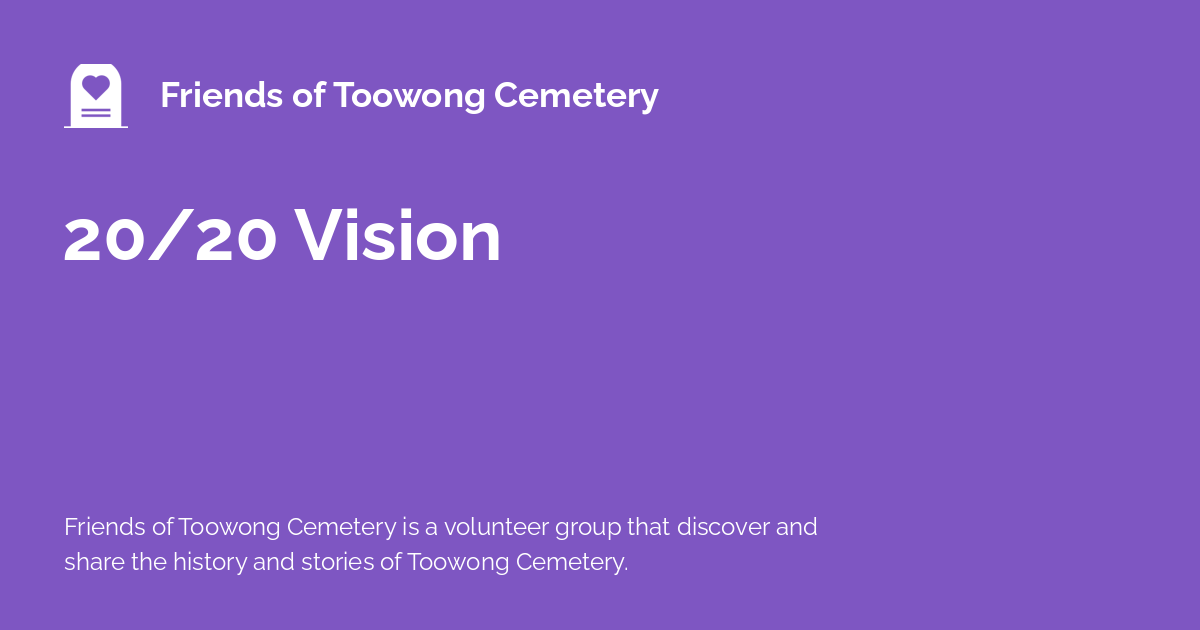 Friends of Toowong Cemetery
20/20 Vision
Friends of Toowong Cemetery is a volunteer group that discover and
share the history and stories of Toowong Cemetery.